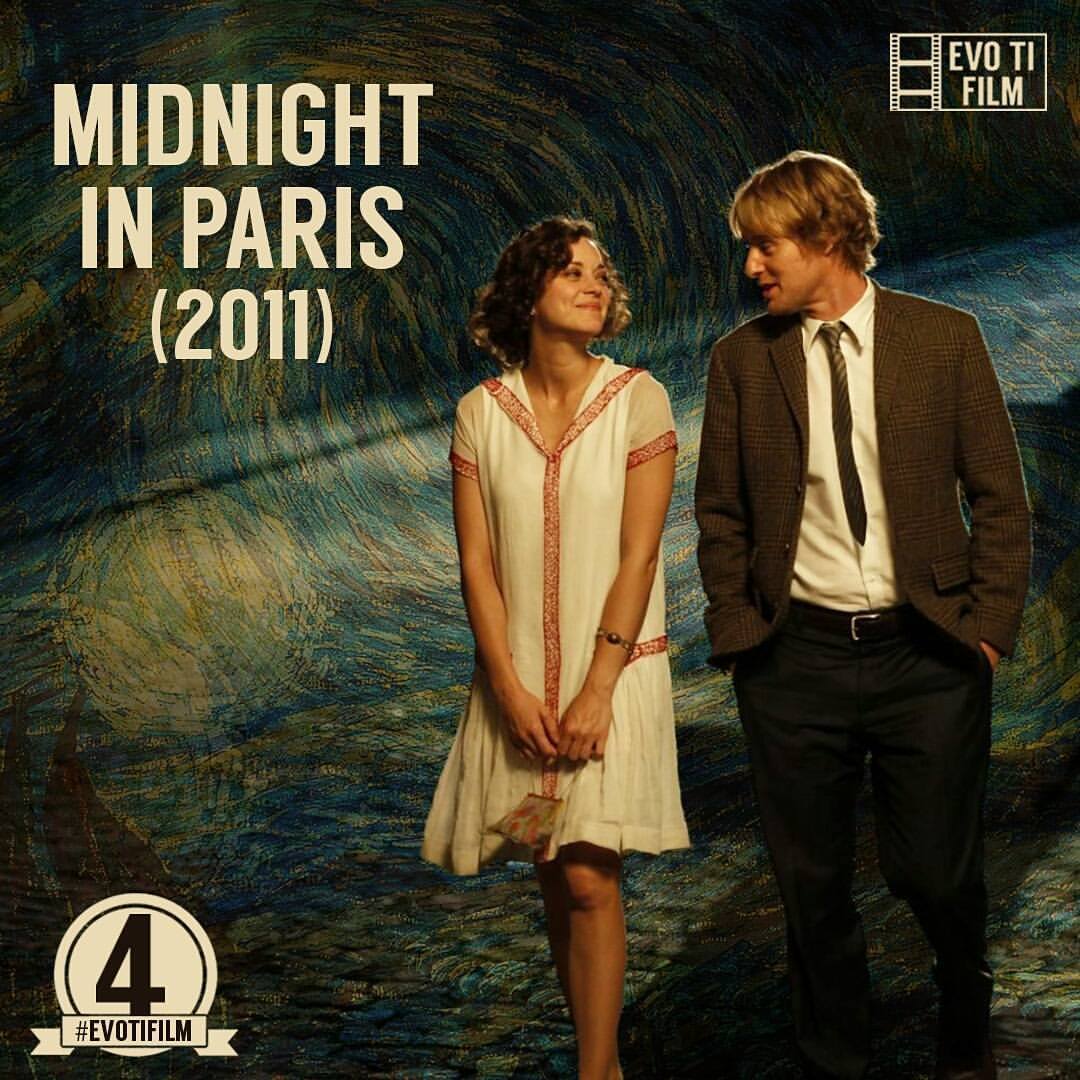 MIDNIGHT
IN PARIS
(2011)
EVO TI
FILM
4
#EVOTIFILM